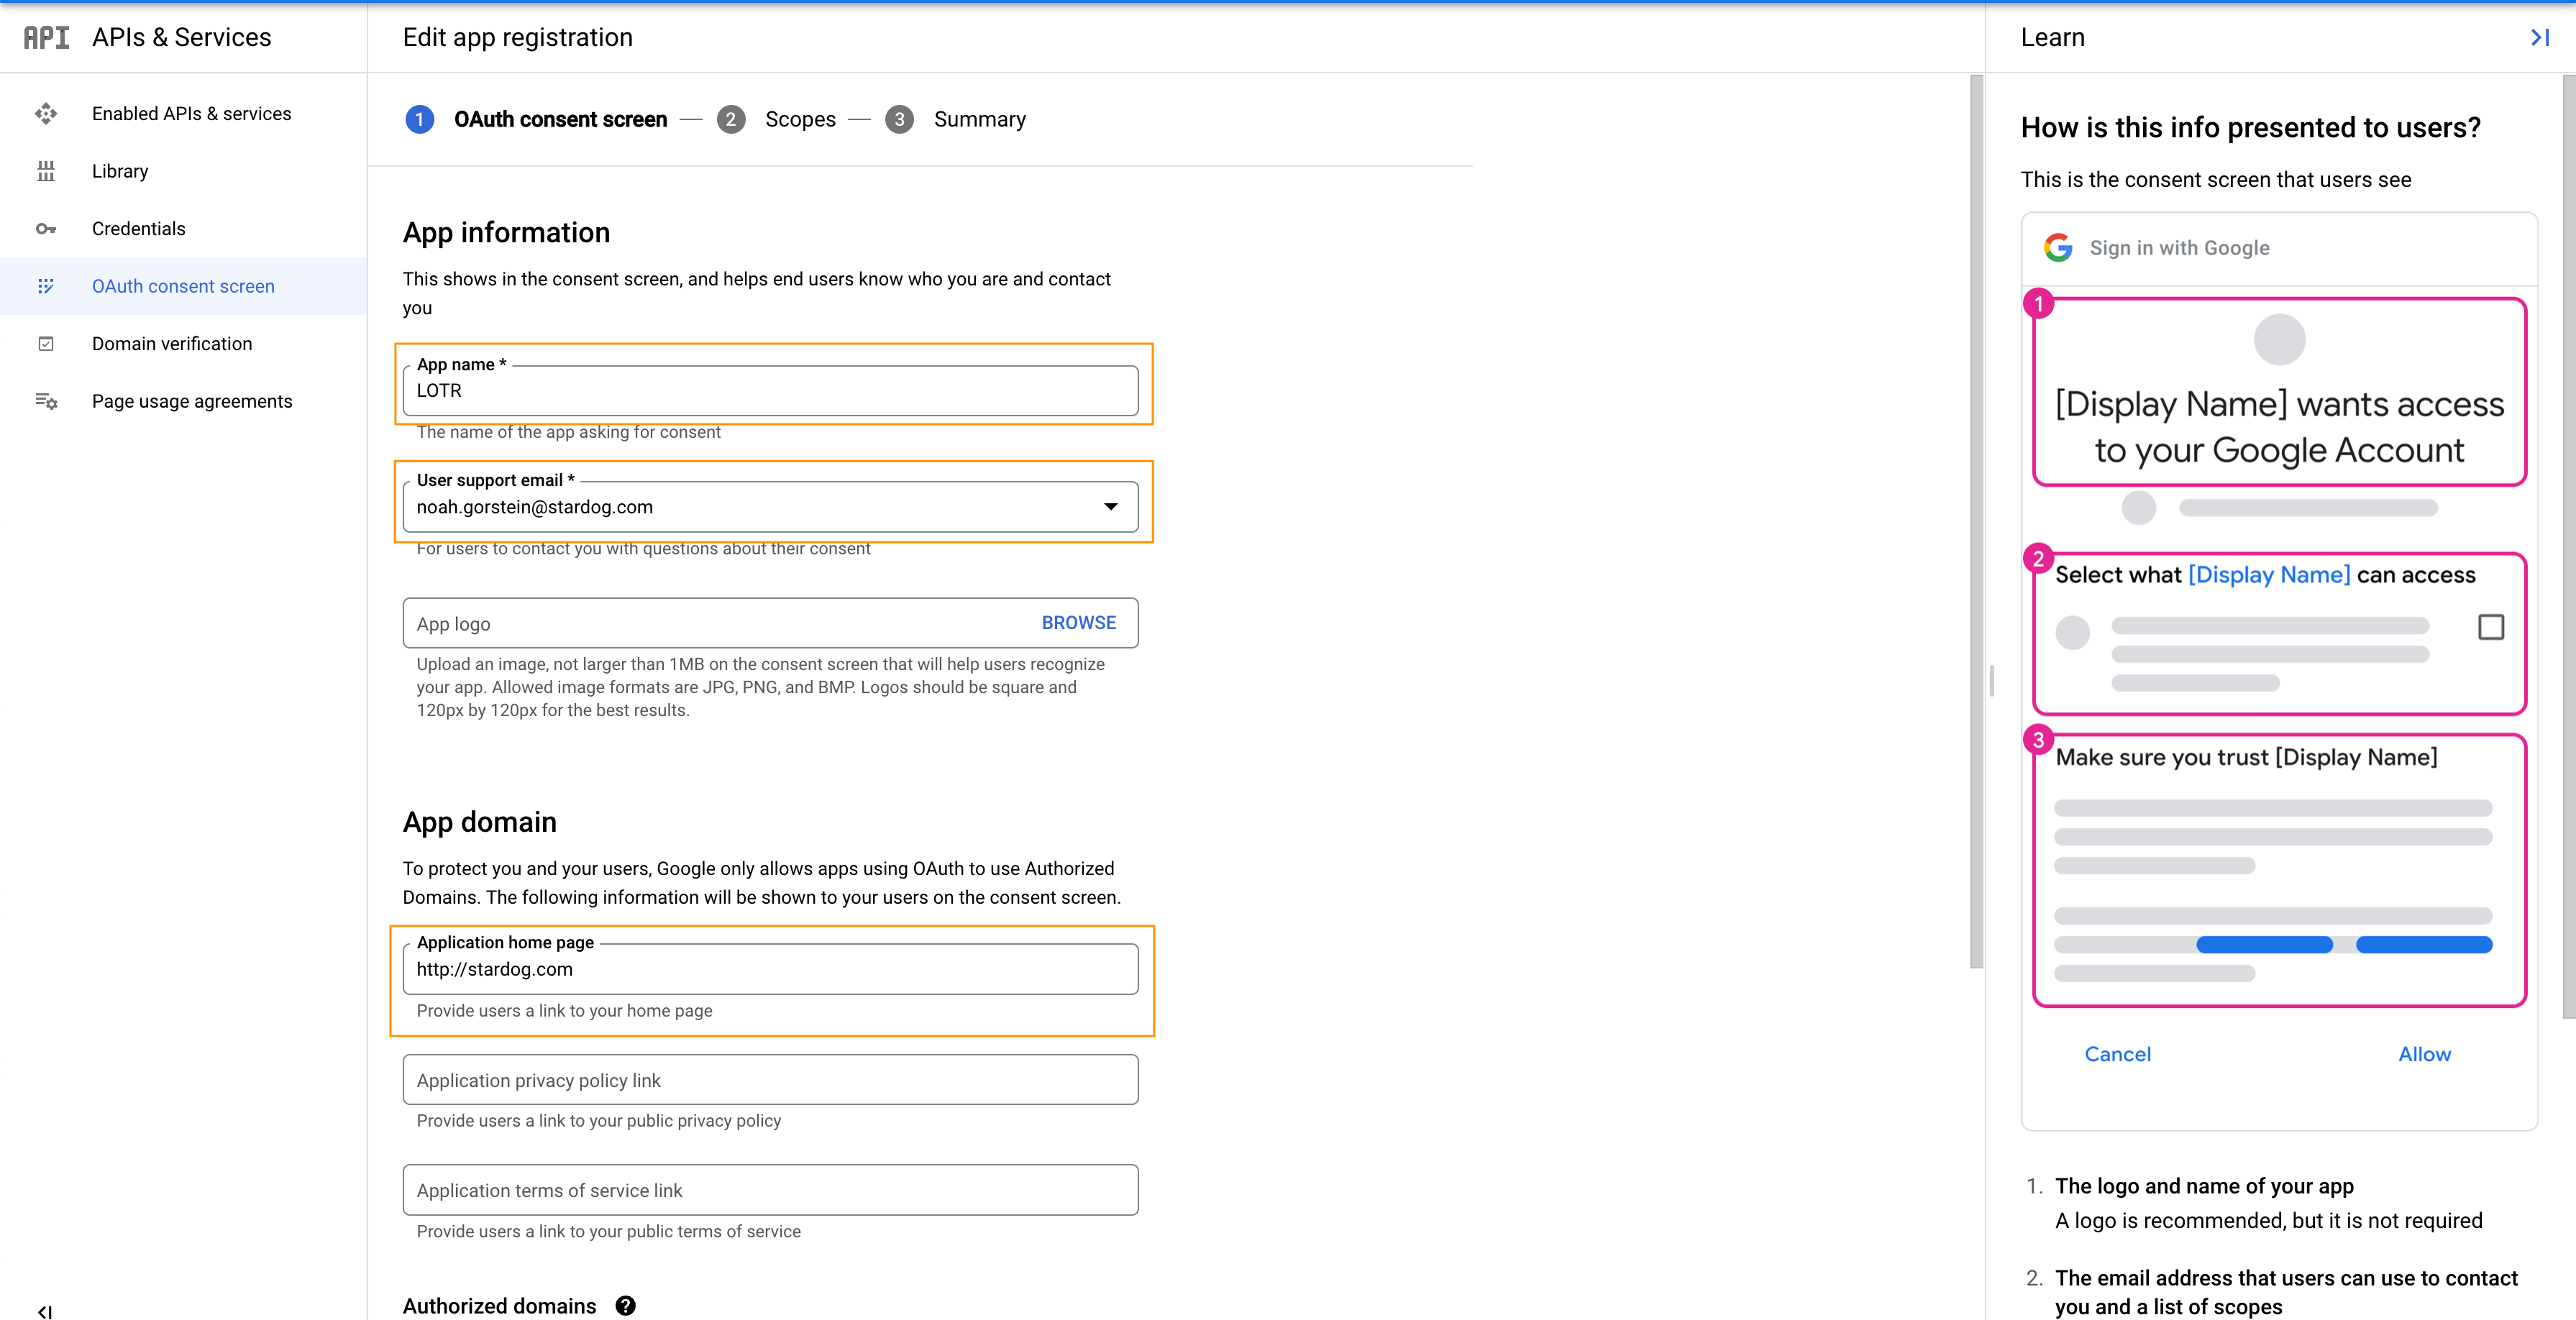 API APIs & Services
Enabled APIs & services
Library
Credentials
OAuth consent screen
Domain verification
Page usage agreements
Edit app registration
1 OAuth consent screen — 2 Scopes — 3 Summary
App information
This shows in the consent screen, and helps end users know who you are and contact
you
App name *
LOTR
The name of the app asking for consent
User support email *
noah.gorstein@stardog.com
For users to contact you with questions about their consent
App logo BROWSE
Upload an image, not larger than 1MB on the consent screen that will help users recognize
your app. Allowed image formats are JPG, PNG, and BMP. Logos should be square and
120px by 120px for the best results.
App domain
To protect you and your users, Google only allows apps using OAuth to use Authorized
Domains. The following information will be shown to your users on the consent screen.
Application home page
http://stardog.com
Provide users a link to your home page
Application privacy policy link
Provide users a link to your public privacy policy
Application terms of service link
Provide users a link to your public terms of service
Authorized domains ?
Learn
How is this info presented to users?
This is the consent screen that users see
Sign in with Google
1
[Display Name] wants access
to your Google Account
2
Select what [Display Name] can access
3
Make sure you trust [Display Name]
Cancel Allow
1. The logo and name of your app
A logo is recommended, but it is not required
2. The email address that users can use to contact
you and a list of scopes